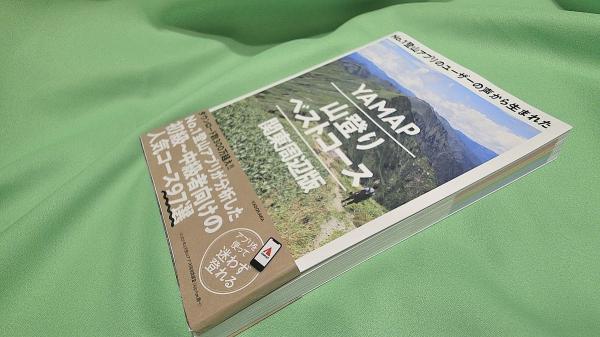 No.1登山アプリのユーザーの声から生まれた
YAMAP
山登り
ベストコース
関東周辺版
KADOKAWA
No.1登山アプリが分析した
初級~中級者向けの
人気コース97選
アプリを
使って
迷わず
登れる